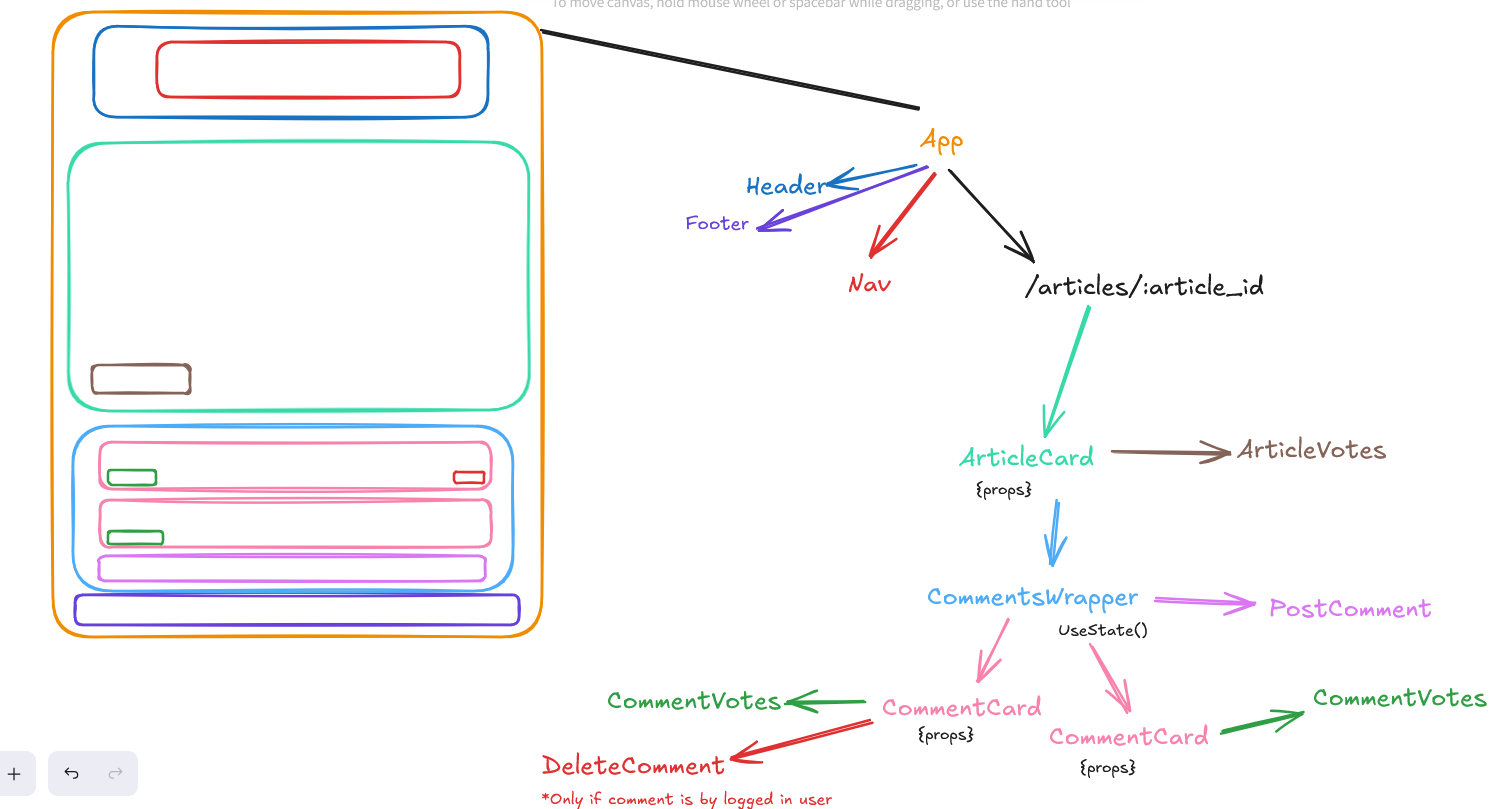 To move canvas, hold mouse wheel or spacebar while dragging, or use the hand tool
App
Header
Footer
Nav
/articles/:article_id
ArticleCard
ArticleVotes
{props}
CommentsWrapper
PostComment
UseState()
CommentVotes
CommentCard
{props}
CommentCard
CommentVotes
{props}
DeleteComment
*Only if comment is by logged in user